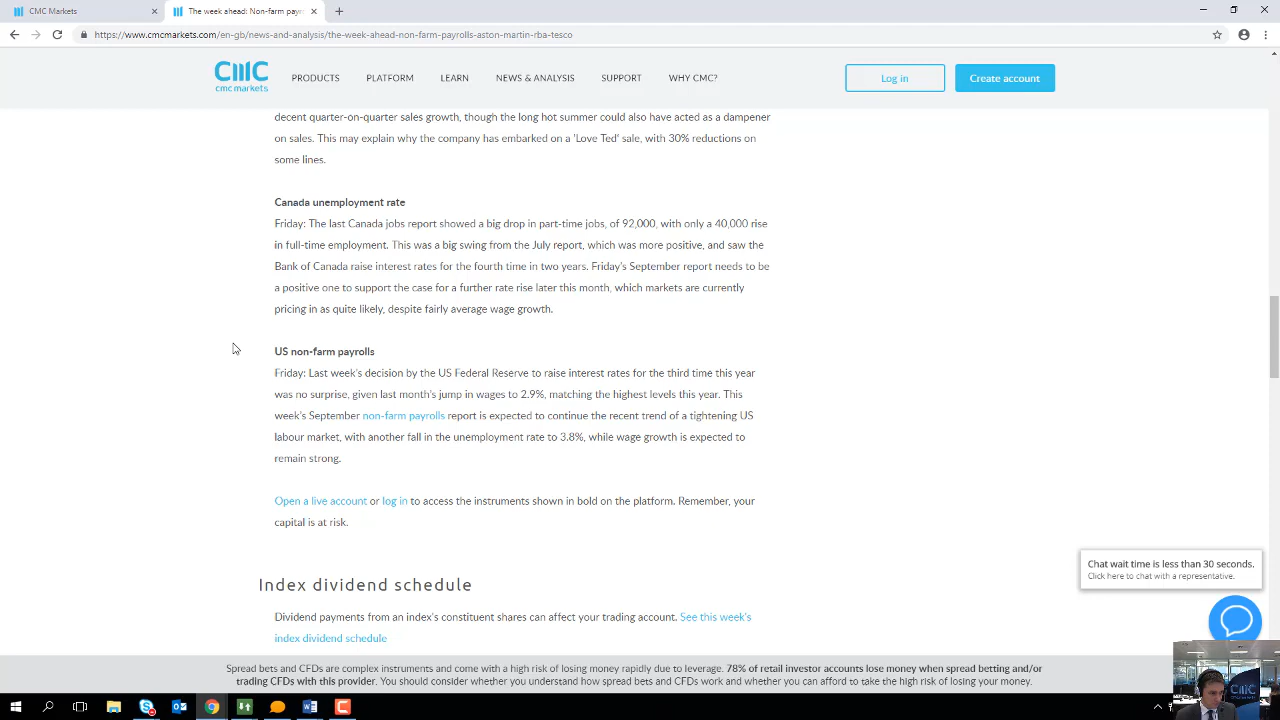 CMC Markets
The week ahead: Non-farm payr
https://www.cmcmarkets.com/en-gb/news-and-analysis/the-week-ahead-non-farm-payrolls-aston-martin-rba-tesco
cmc markets
PRODUCTS PLATFORM LEARN NEWS & ANALYSIS SUPPORT WHY CMC?
Log in
Create account
decent quarter-on-quarter sales growth, though the long hot summer could also have acted as a dampener
on sales. This may explain why the company has embarked on a 'Love Ted' sale, with 30% reductions on
some lines.
Canada unemployment rate
Friday: The last Canada jobs report showed a big drop in part-time jobs, of 92,000, with only a 40,000 rise
in full-time employment. This was a big swing from the July report, which was more positive, and saw the
Bank of Canada raise interest rates for the fourth time in two years. Friday's September report needs to be
a positive one to support the case for a further rate rise later this month, which markets are currently
pricing in as quite likely, despite fairly average wage growth.
US non-farm payrolls
Friday: Last week's decision by the US Federal Reserve to raise interest rates for the third time this year
was no surprise, given last month's jump in wages to 2.9%, matching the highest levels this year. This
week's September non-farm payrolls report is expected to continue the recent trend of a tightening US
labour market, with another fall in the unemployment rate to 3.8%, while wage growth is expected to
remain strong.
Open a live account or log in to access the instruments shown in bold on the platform. Remember, your
capital is at risk.
Chat wait time is less than 30 seconds.
Click here to chat with a representative.
Index dividend schedule
Dividend payments from an index's constituent shares can affect your trading account. See this week's
index dividend schedule
Spread bets and CFDs are complex instruments and come with a high risk of losing money rapidly due to leverage. 78% of retail investor accounts lose money when spread betting and/or
trading CFDs with this provider. You should consider whether you understand how spread bets and CFDs work and whether you can afford to take the high risk of losing your money.